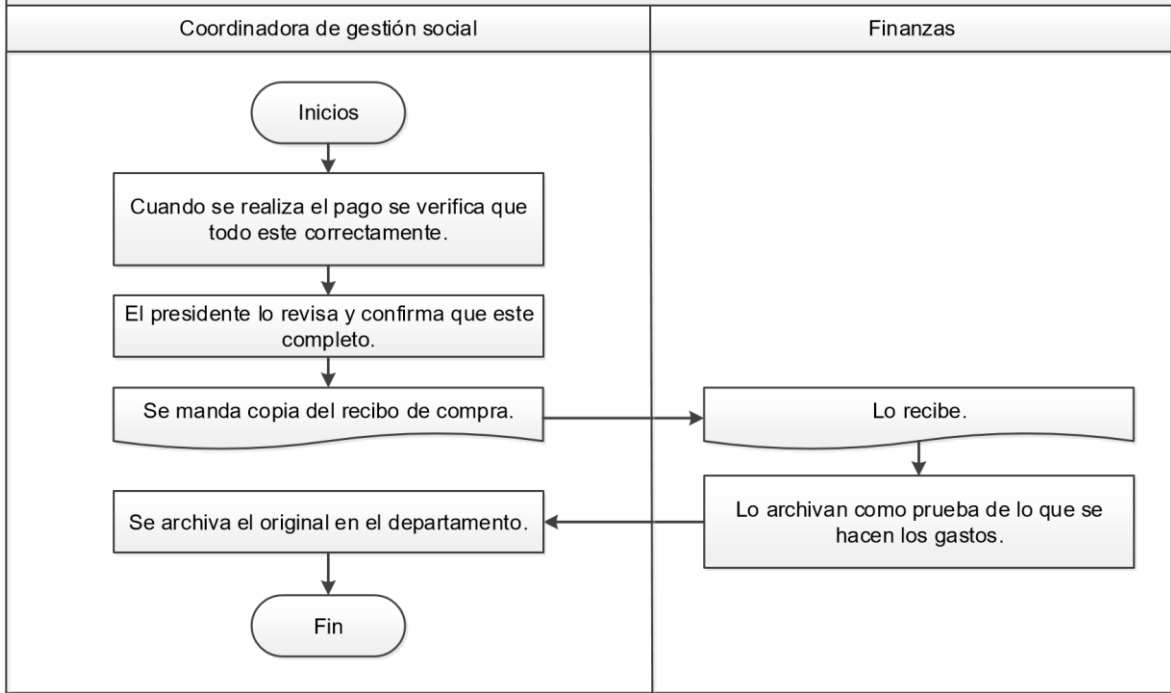 Coordinadora de gestión social
Finanzas
Inicios
Cuando se realiza el pago se verifica que
todo este correctamente.
El presidente lo revisa y confirma que este
completo.
Se manda copia del recibo de compra.
Lo recibe.
Lo archivan como prueba de lo que se
hacen los gastos.
Se archiva el original en el departamento.
Fin